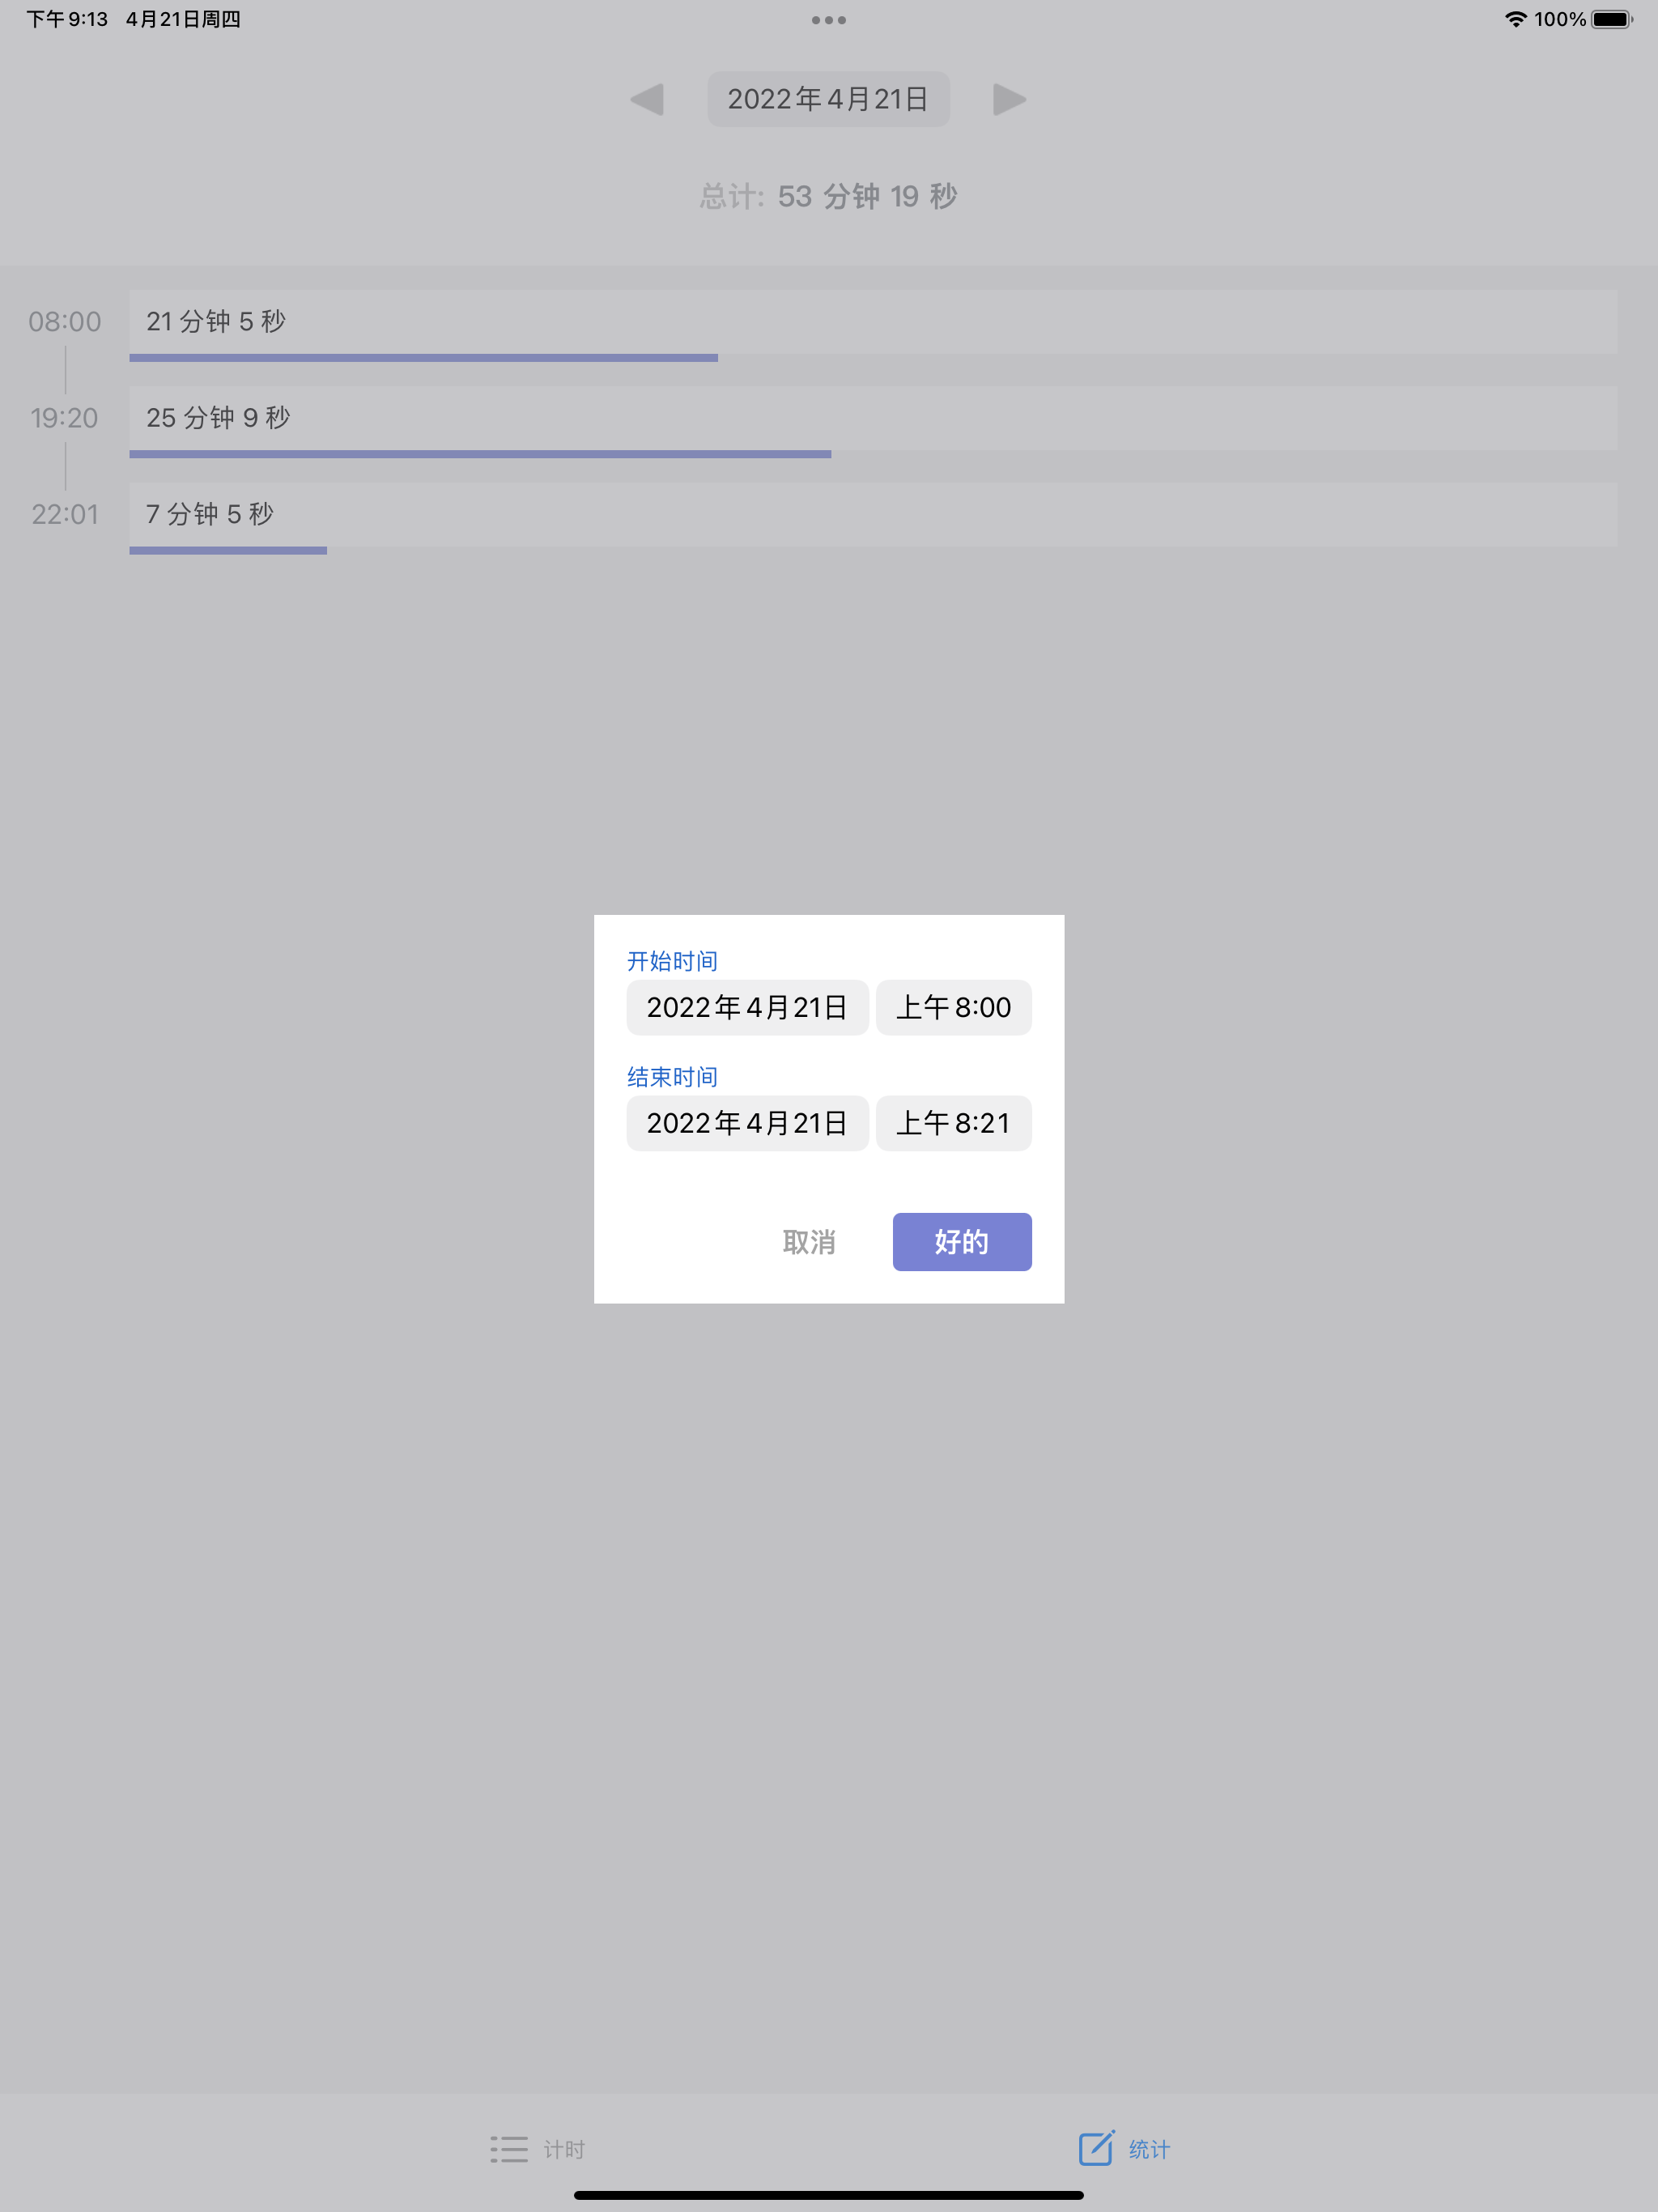 下午9:13 4月21日周四
100%
2022年4月21日
总计: 53 分钟 19 秒
08:00 21 分钟 5 秒
19:20 25 分钟 9 秒
22:01 7 分钟 5 秒
开始时间
2022年4月21日 上午8:00
结束时间
2022年4月21日 上午8:21
取消 好的
计时 统计